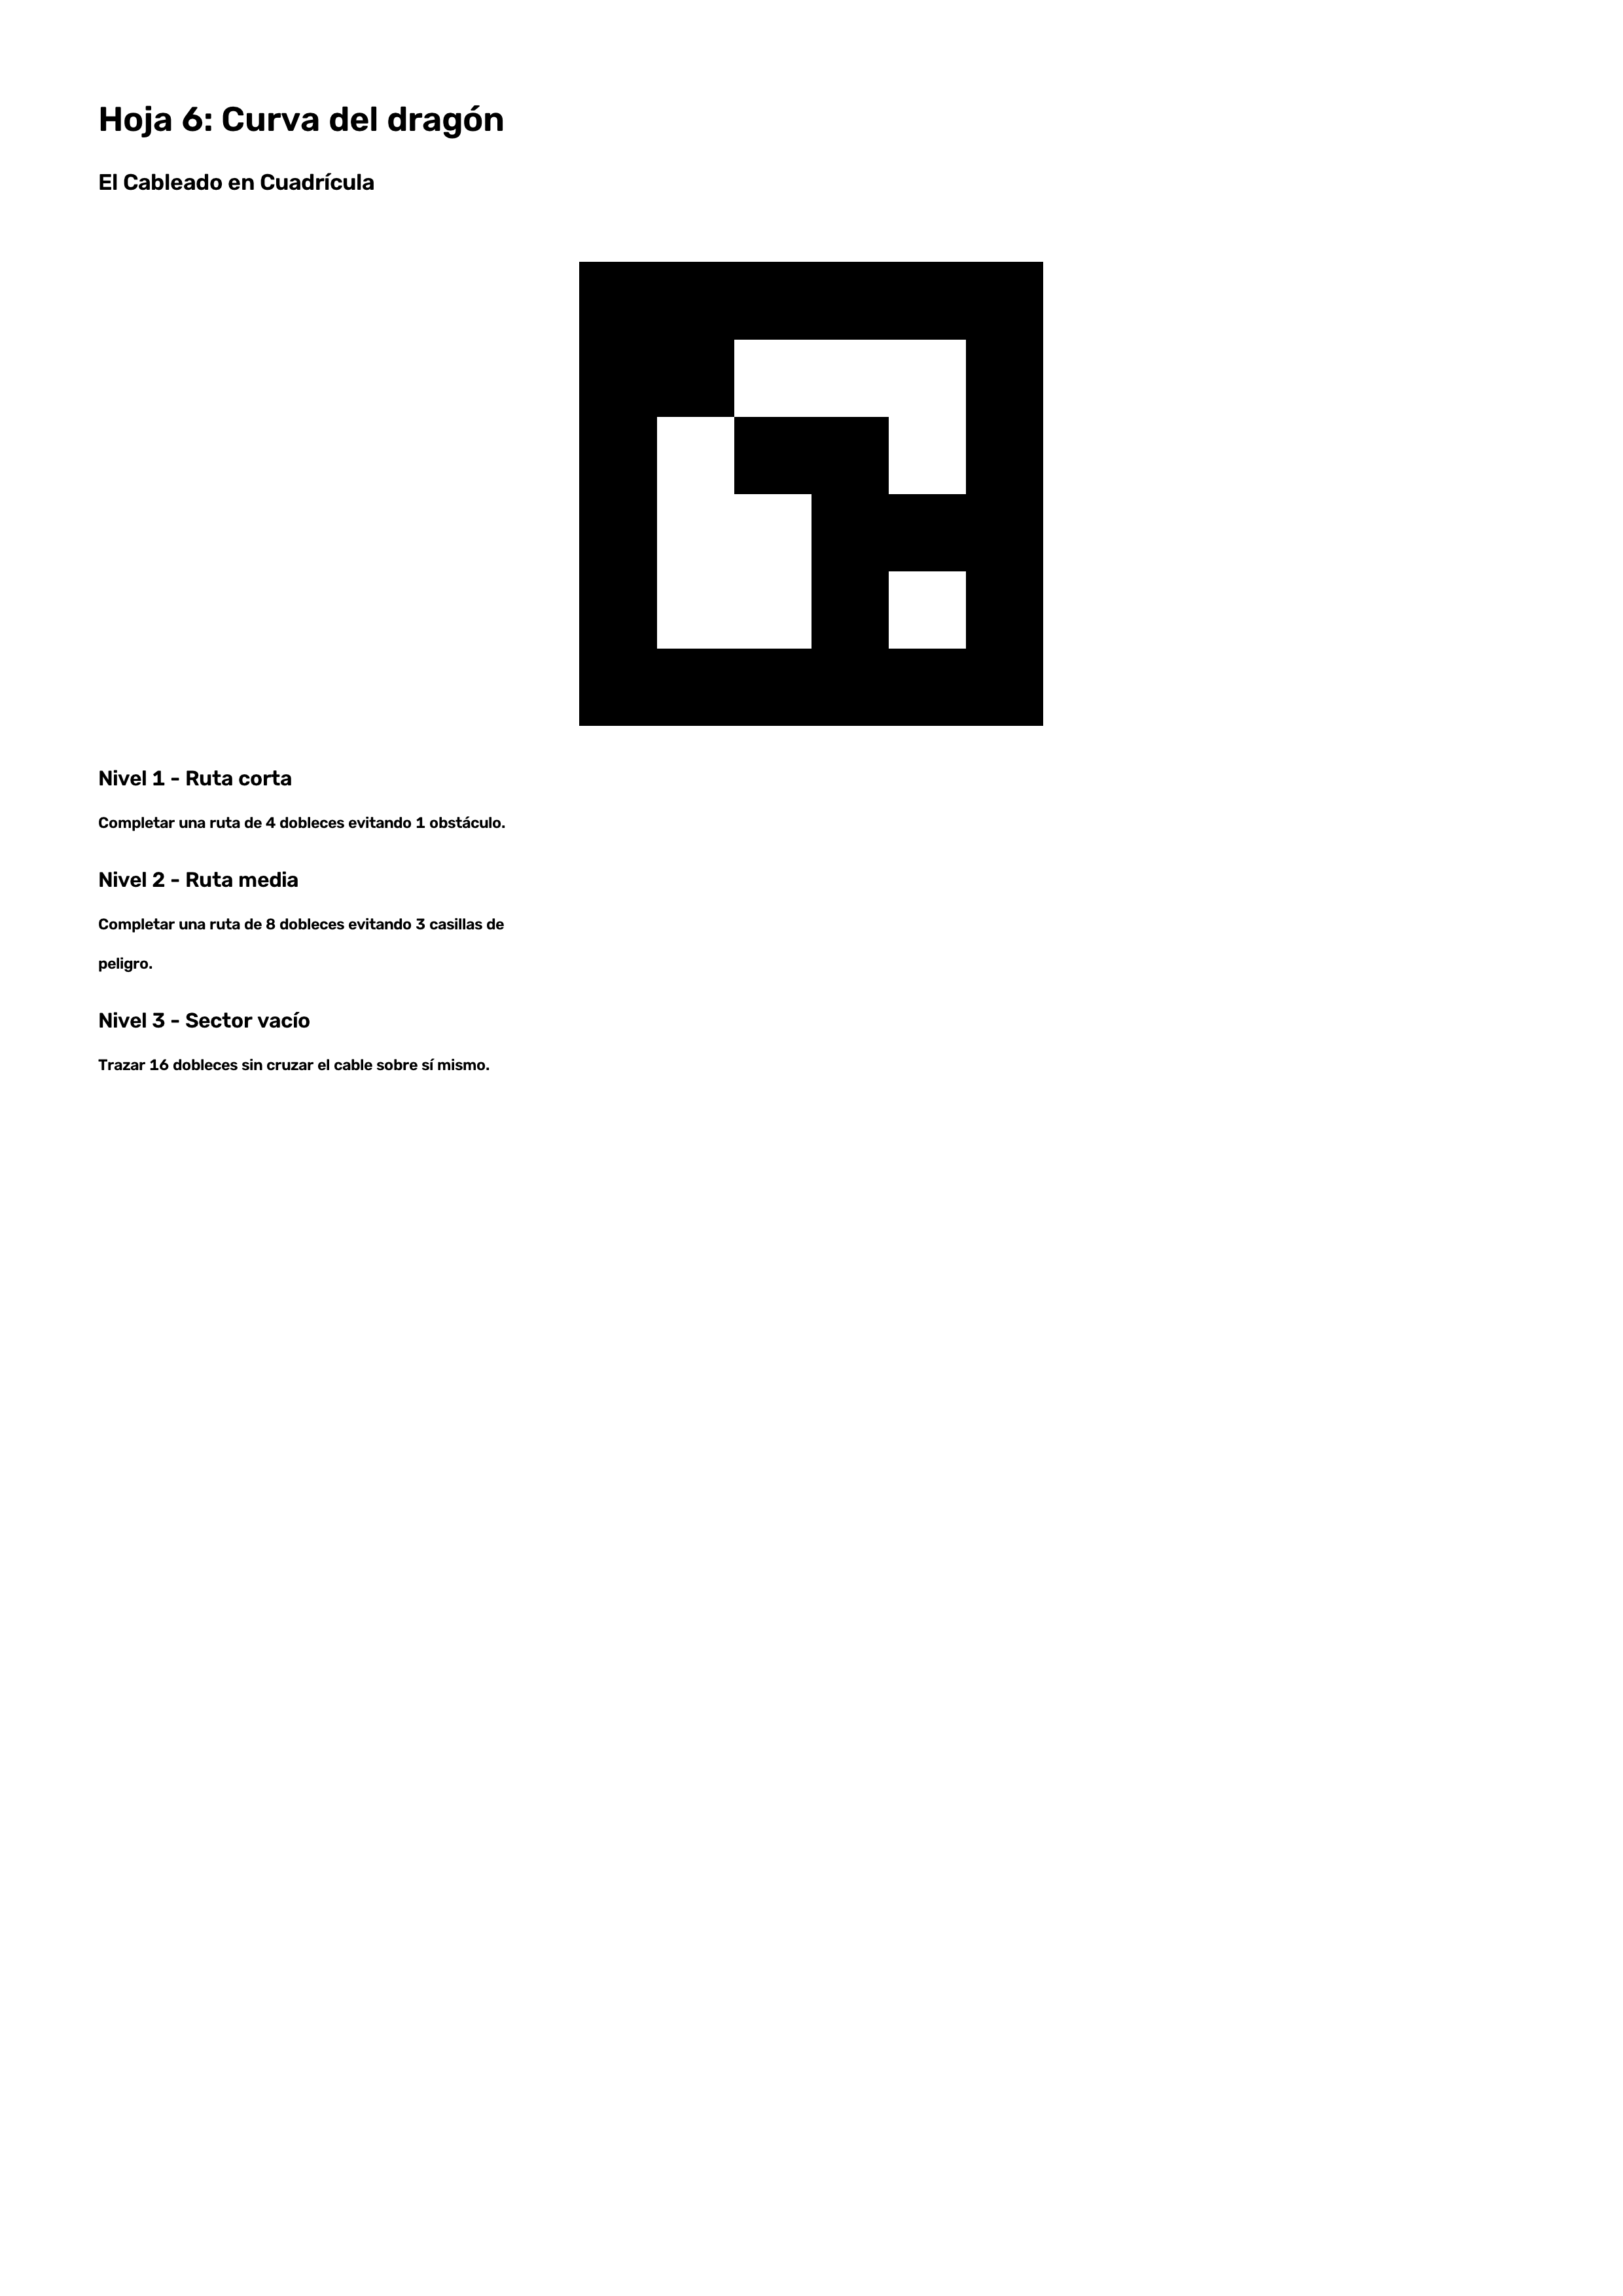 Hoja 6: Curva del dragón
El Cableado en Cuadrícula
Nivel 1 - Ruta corta
Completar una ruta de 4 dobleces evitando 1 obstáculo.
Nivel 2 - Ruta media
Completar una ruta de 8 dobleces evitando 3 casillas de
peligro.
Nivel 3 - Sector vacío
Trazar 16 dobleces sin cruzar el cable sobre sí mismo.